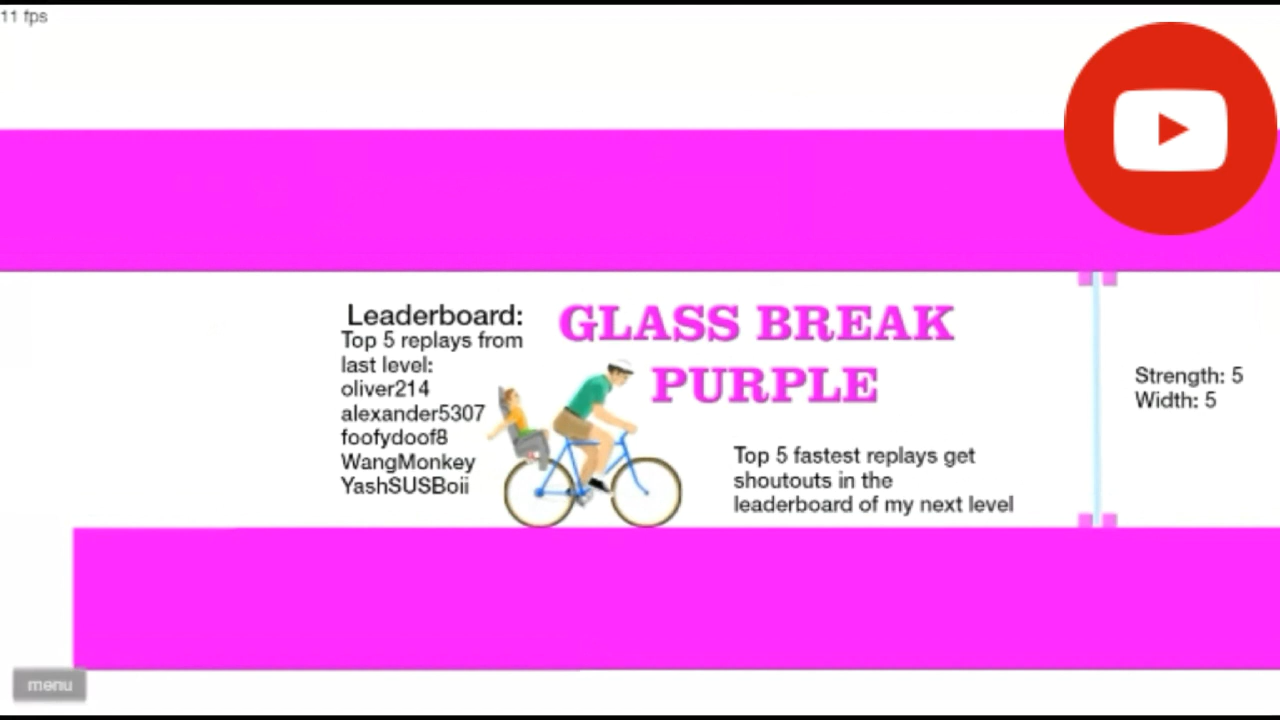 11 fps
Leaderboard:
Top 5 replays from
last level:
oliver214
alexander5307
foofydoof8
WangMonkey
YashSUSBoii
GLASS BREAK
PURPLE
Top 5 fastest replays get
shoutouts in the
leaderboard of my next level
Strength: 5
Width: 5
menu